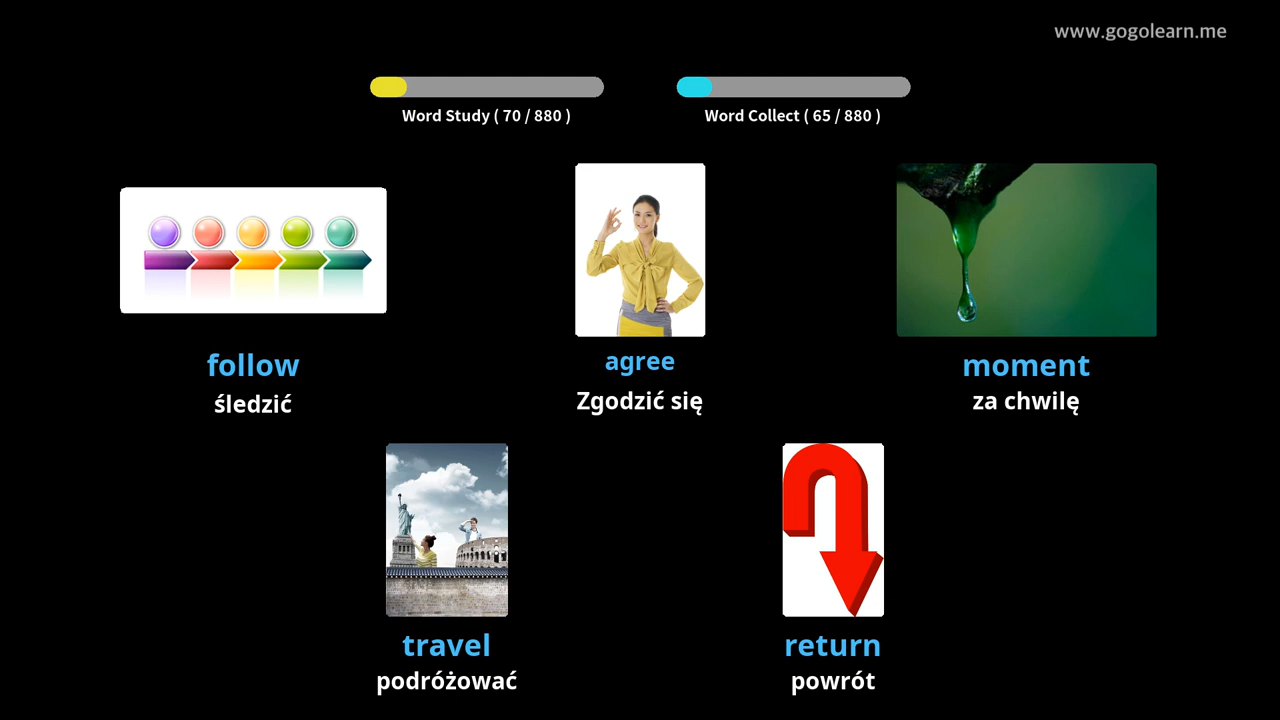 www.gogolearn.me
Word Study ( 70 / 880 )
Word Collect ( 65 / 880 )
follow
śledzić
agree
Zgodzić się
moment
za chwilę
travel
podróżować
return
powrót